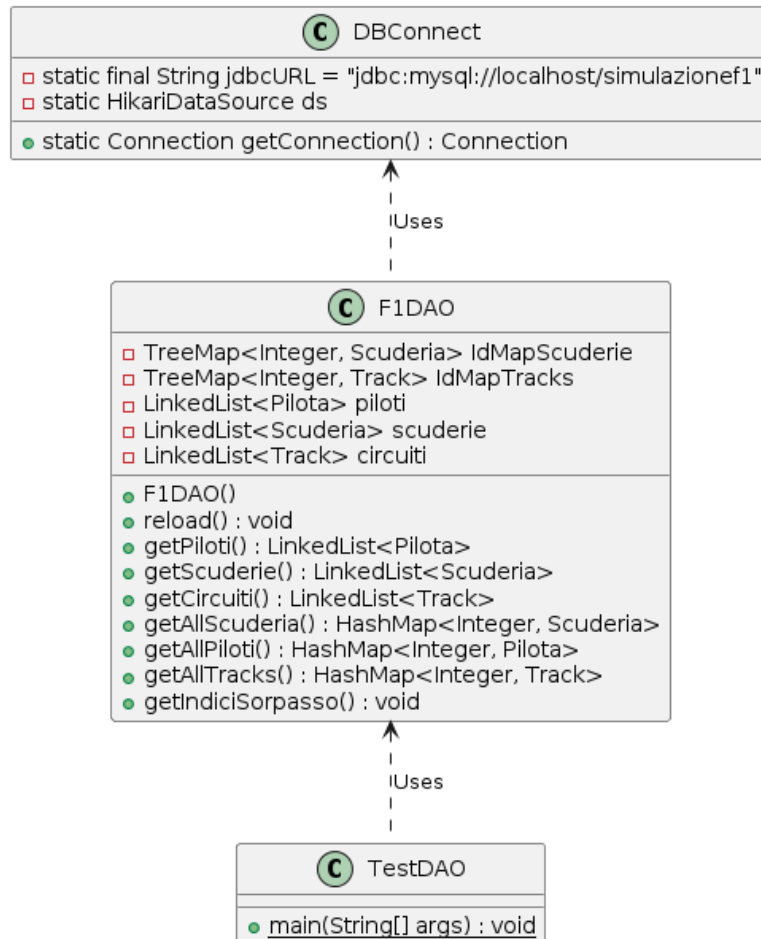 C DBConnect
static final String jdbcURL = "jdbc:mysql://localhost/simulazionef1"
static HikariDataSource ds
static Connection getConnection() : Connection
Uses
C F1DAO
TreeMap<Integer, Scuderia> IdMapScuderie
TreeMap<Integer, Track> IdMapTracks
LinkedList<Pilota> piloti
LinkedList<Scuderia> scuderie
LinkedList<Track> circuiti
F1DAO()
reload() : void
getPiloti() : LinkedList<Pilota>
getScuderie() : LinkedList<Scuderia>
getCircuiti() : LinkedList<Track>
getAllScuderia() : HashMap<Integer, Scuderia>
getAllPiloti() : HashMap<Integer, Pilota>
getAllTracks() : HashMap<Integer, Track>
getIndiciSorpasso() : void
Uses
C TestDAO
main(String[] args) : void